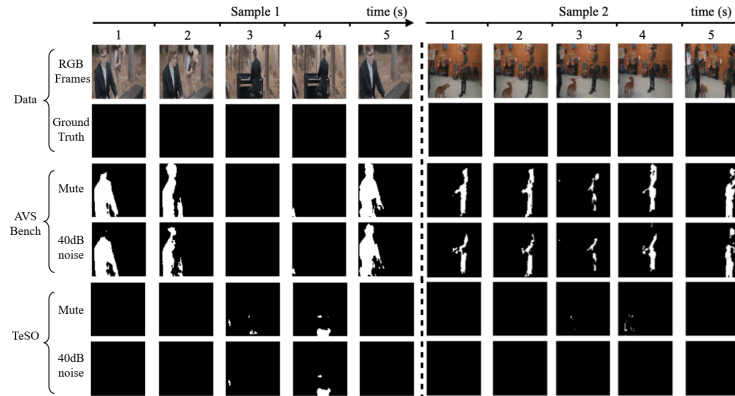 Sample 1 time (s) Sample 2 time (s)
1 2 3 4 5 1 2 3 4 5
RGB
Frames
Data
Ground
Truth
Mute
AVS
Bench
40dB
noise
Mute
TeSO
40dB
noise